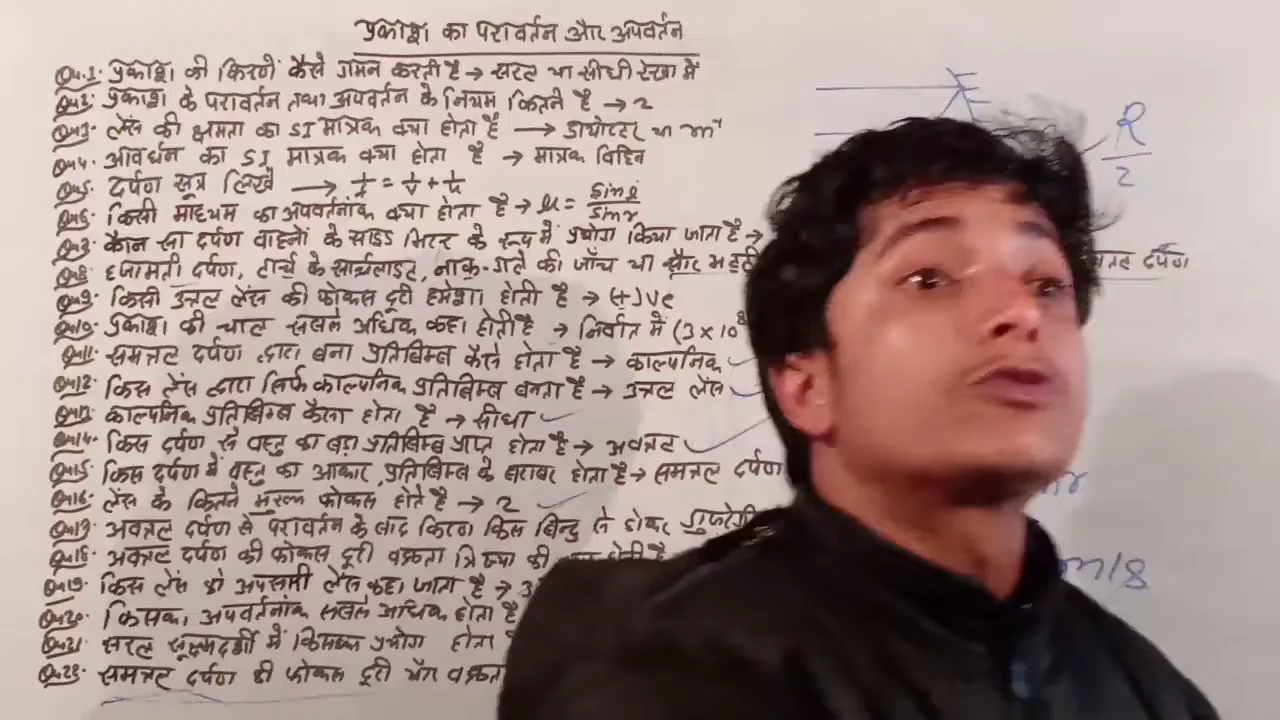 प्रकाश का परावर्तन और अपवर्तन
Qu.1. प्रकाश की किरणें कैसे गमन करती है → सरल या सीधी रेखा में
Qu.2. प्रकाश के परावर्तन तथा अपवर्तन के नियम कितने है → 2
Qu.3. लेंस की क्षमता का SI मात्रक क्या होता है → डायोप्टर या m⁻¹
Qu.4. आवर्धन का SI मात्रक क्या होता है → मात्रक विहिन
Qu.5. दर्पण सूत्र लिखें → 1/f = 1/v + 1/u
Qu.6. किसी माध्यम का अपवर्तनांक क्या होता है → μ = sin i / sin r
Qu.7. कौन सा दर्पण वाहनों के साइड मिरर के रूप में प्रयोग किया जाता है →
Qu.8. हजामती दर्पण, टार्च के सार्चलाइट, नाक-गले की जाँच या सौर दर्पण
Qu.9. किसी उत्तल लेंस की फोकस दूरी हमेशा होती है → (+)ve
Qu.10. प्रकाश की चाल सबसे अधिक कहा होती है → निर्वात में (3 × 10⁸
Qu.11. समतल दर्पण द्वारा बना प्रतिबिम्ब कैसे होता है → काल्पनिक
Qu.12. किस लेंस द्वारा सिर्फ काल्पनिक प्रतिबिम्ब बनता है →  लेंस
Qu.13. काल्पनिक प्रतिबिम्ब कैसा होता है → सीधा
Qu.14. किस दर्पण से वस्तु का बड़ा प्रतिबिम्ब प्राप्त होता है → अवतल
Qu.15. किस दर्पण में वस्तु का आकार, प्रतिबिम्ब के बराबर होता है → समतल दर्पण
Qu.16. लेंस के कितने मुख्य फोकस होते है → 2
Qu.17. अवतल दर्पण से परावर्तन के बाद किरण किस बिन्दु से होकर
Qu.18. अवतल दर्पण की फोकस दूरी वक्रता त्रिज्या की होती है
Qu.19. किस लेंस को अपसारी लेंस कहा जाता है →
Qu.20. किसका अपवर्तनांक सबसे अधिक होता है
Qu.21. सरल सूक्ष्मदर्शी में किसका प्रयोग होता
Qu.22. समतल दर्पण की फोकस दूरी और वक्रता
R/2
m/s